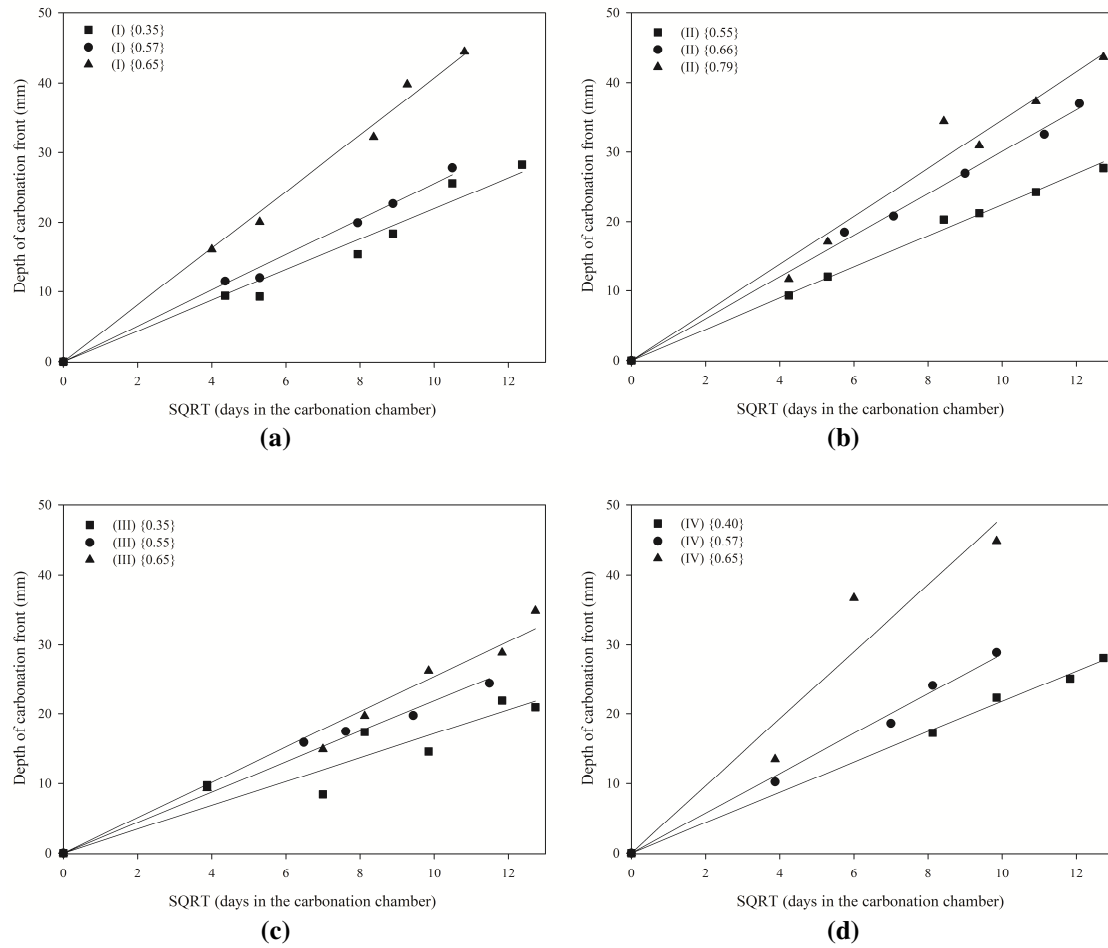 50
40
30
20
10
0
Depth of carbonation front (mm)
(I) {0.35}
(I) {0.57}
(I) {0.65}
0 2 4 6 8 10 12
SQRT (days in the carbonation chamber)
(a)
50
40
30
20
10
0
Depth of carbonation front (mm)
(II) {0.55}
(II) {0.66}
(II) {0.79}
0 2 4 6 8 10 12
SQRT (days in the carbonation chamber)
(b)
50
40
30
20
10
0
Depth of carbonation front (mm)
(III) {0.35}
(III) {0.55}
(III) {0.65}
0 2 4 6 8 10 12
SQRT (days in the carbonation chamber)
(c)
50
40
30
20
10
0
Depth of carbonation front (mm)
(IV) {0.40}
(IV) {0.57}
(IV) {0.65}
0 2 4 6 8 10 12
SQRT (days in the carbonation chamber)
(d)